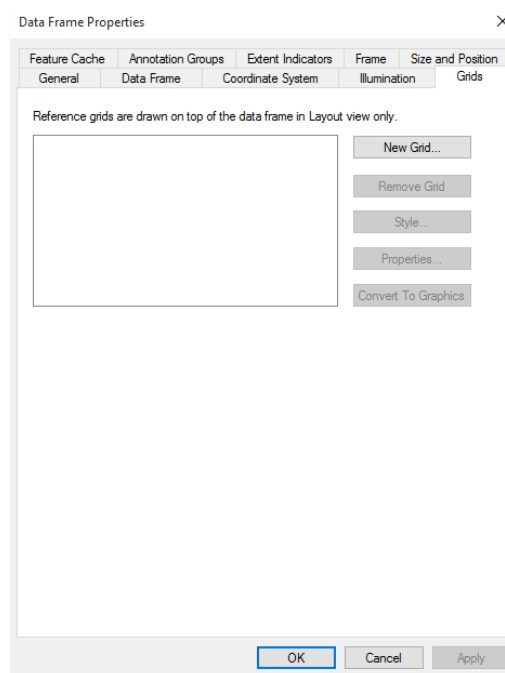 Data Frame Properties
Feature Cache Annotation Groups Extent Indicators Frame Size and Position
General Data Frame Coordinate System Illumination Grids
Reference grids are drawn on top of the data frame in Layout view only.
New Grid...
Remove Grid
Style...
Properties...
Convert To Graphics
OK Cancel Apply